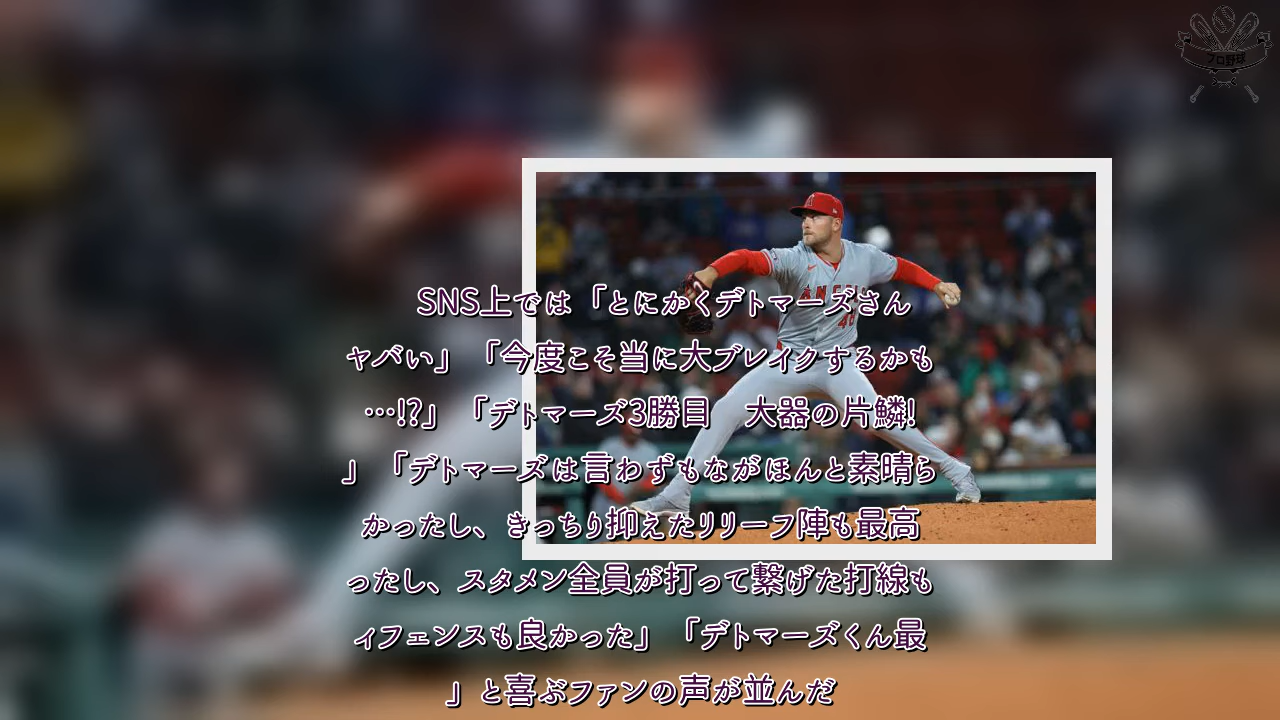 プロ野球
ANGELS
SNS上では「とにかくデトマーズさん
ヤバい」「今度こそ当に大ブレイクするかも
…!?」「デトマーズ3勝目　大器の片鱗!
」「デトマーズは言わずもながほんと素晴ら
かったし、きっちり抑えたリリーフ陣も最高
ったし、スタメン全員が打って繋げた打線も
ィフェンスも良かった」「デトマーズくん最
」と喜ぶファンの声が並んだ